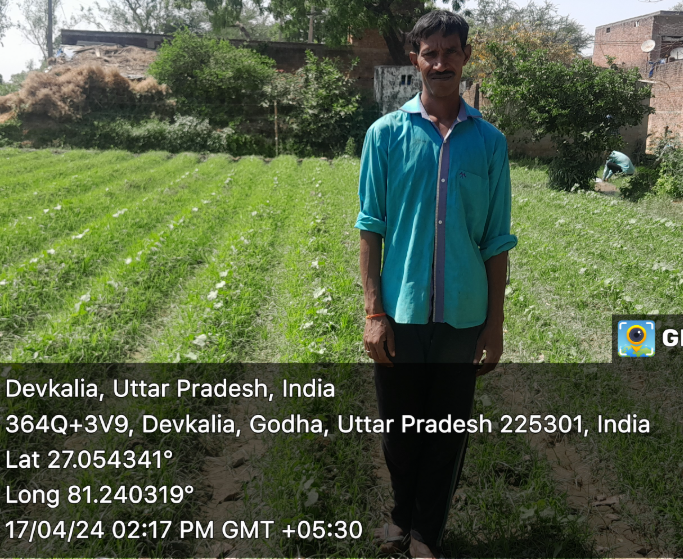 GP
Devkalia, Uttar Pradesh, India
364Q+3V9, Devkalia, Godha, Uttar Pradesh 225301, India
Lat 27.054341°
Long 81.240319°
17/04/24 02:17 PM GMT +05:30